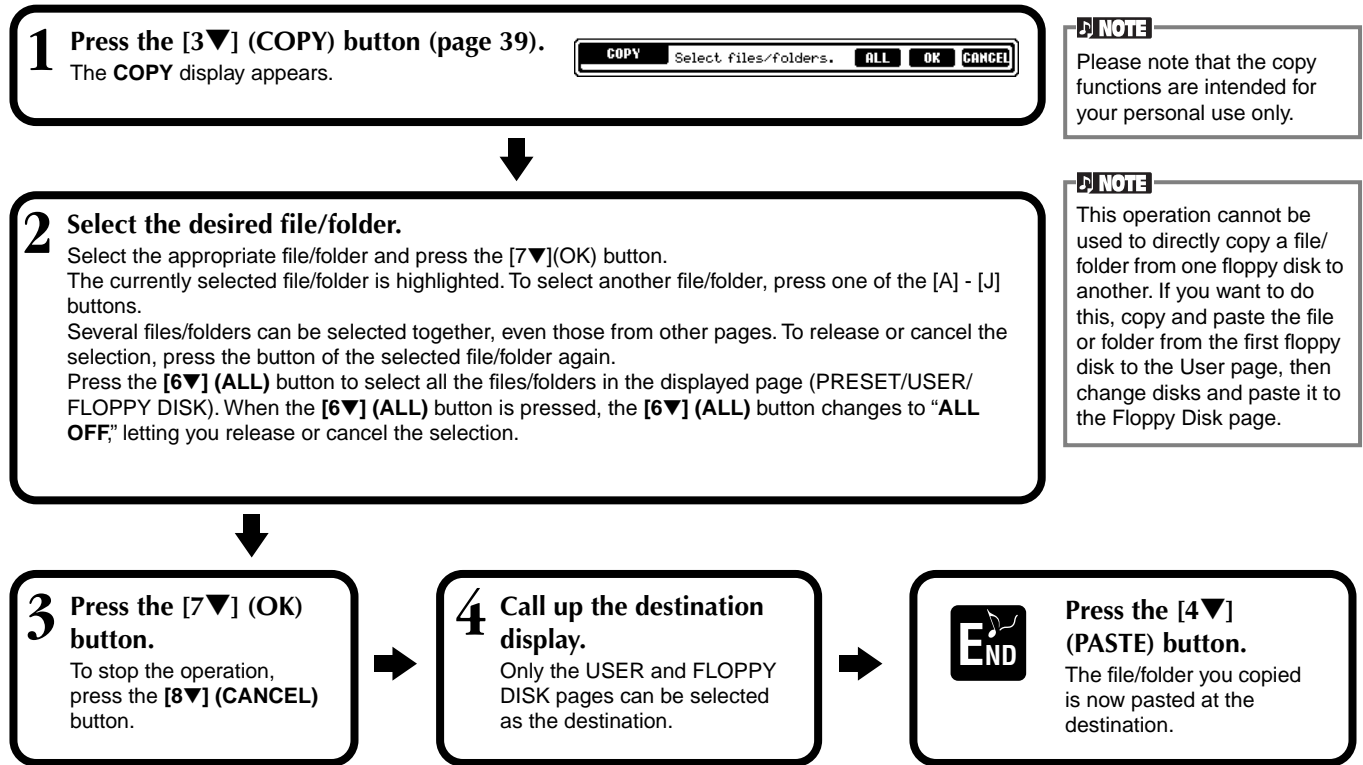 1 Press the [3▼] (COPY) button (page 39).
The COPY display appears.
COPY Select files/folders. ALL OK CANCEL
NOTE
Please note that the copy
functions are intended for
your personal use only.
2 Select the desired file/folder.
Select the appropriate file/folder and press the [7▼](OK) button.
The currently selected file/folder is highlighted. To select another file/folder, press one of the [A] - [J]
buttons.
Several files/folders can be selected together, even those from other pages. To release or cancel the
selection, press the button of the selected file/folder again.
Press the [6▼] (ALL) button to select all the files/folders in the displayed page (PRESET/USER/
FLOPPY DISK). When the [6▼] (ALL) button is pressed, the [6▼] (ALL) button changes to “ALL
OFF,” letting you release or cancel the selection.
NOTE
This operation cannot be
used to directly copy a file/
folder from one floppy disk to
another. If you want to do
this, copy and paste the file
or folder from the first floppy
disk to the User page, then
change disks and paste it to
the Floppy Disk page.
3 Press the [7▼] (OK)
button.
To stop the operation,
press the [8▼] (CANCEL)
button.
4 Call up the destination
display.
Only the USER and FLOPPY
DISK pages can be selected
as the destination.
END
Press the [4▼]
(PASTE) button.
The file/folder you copied
is now pasted at the
destination.